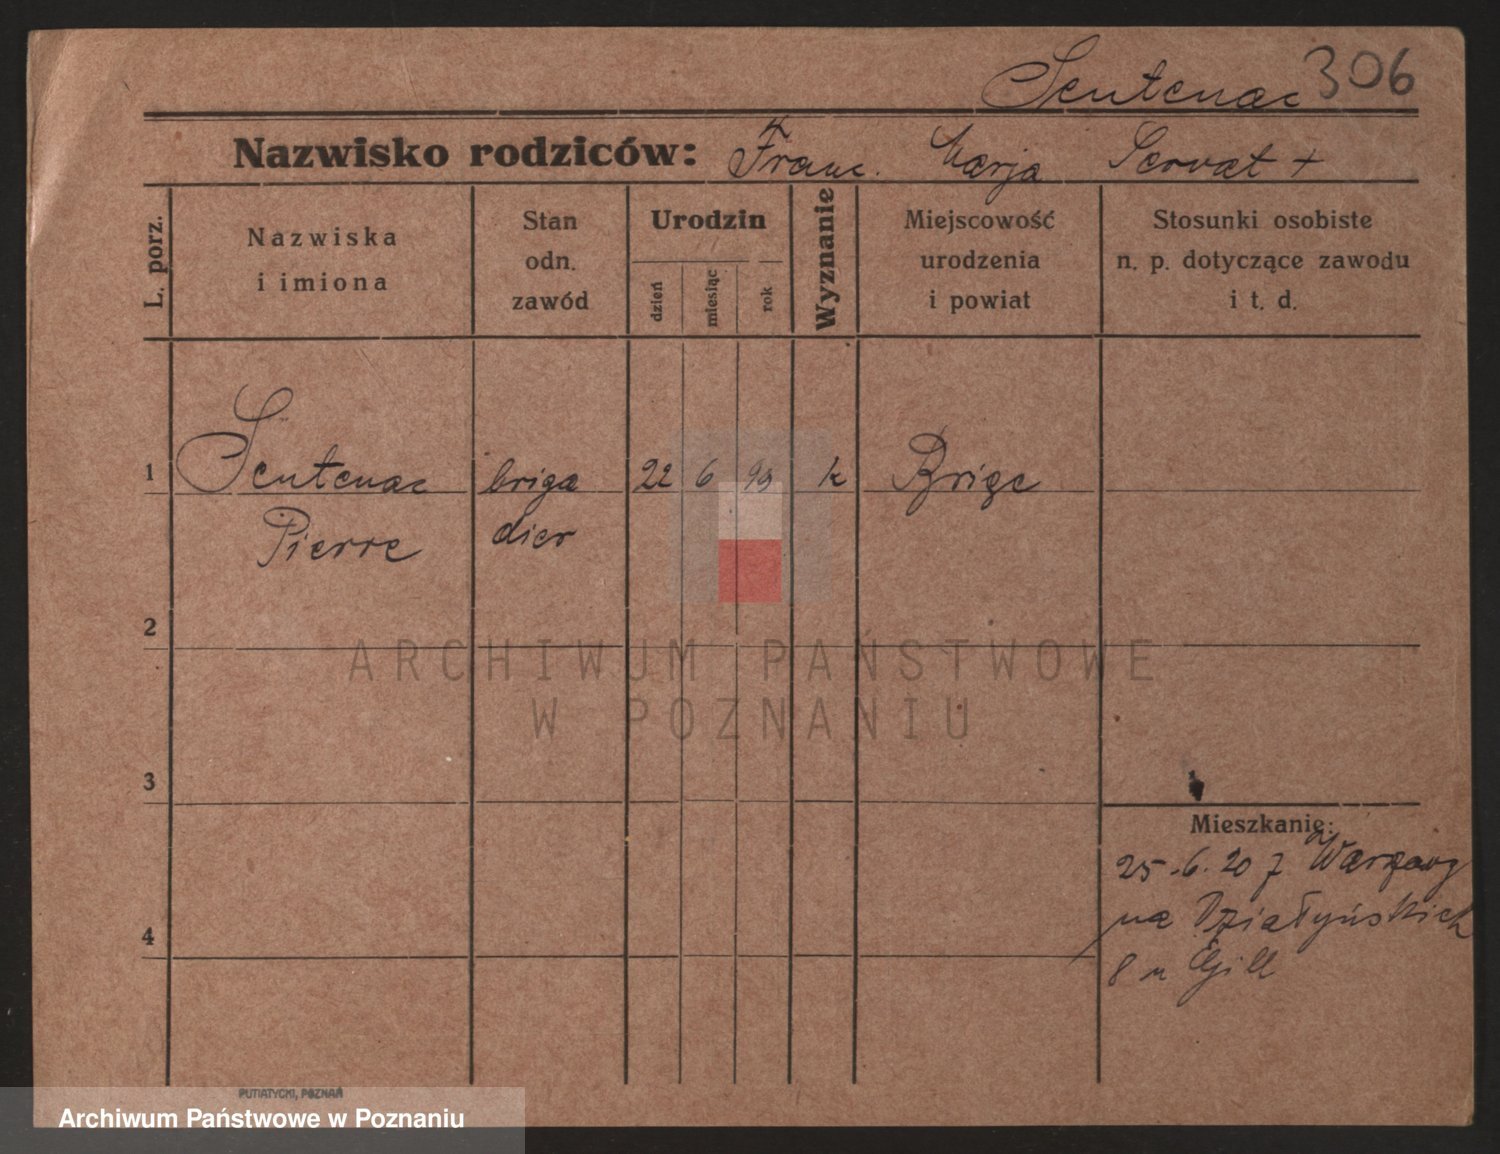 Sentenac 306
Nazwisko rodziców: Franc. Marja Servat +
L. porz.
Nazwiska
i imiona
Stan
odn.
zawód
Urodzin
dzień
miesiąc
rok
Wyznanie
Miejscowość
urodzenia
i powiat
Stosunki osobiste
n. p. dotyczące zawodu
i t. d.
1 Sentenac briga 22 6 99 k Brige
Pierre dier
2
ARCHIWUM PAŃSTWOWE
W POZNANIU
3
Mieszkanie:
25.6.20 z Warszawy
4 na Działyńskich
8 u
PUTIATYCKI, POZNAŃ
Archiwum Państwowe w Poznaniu